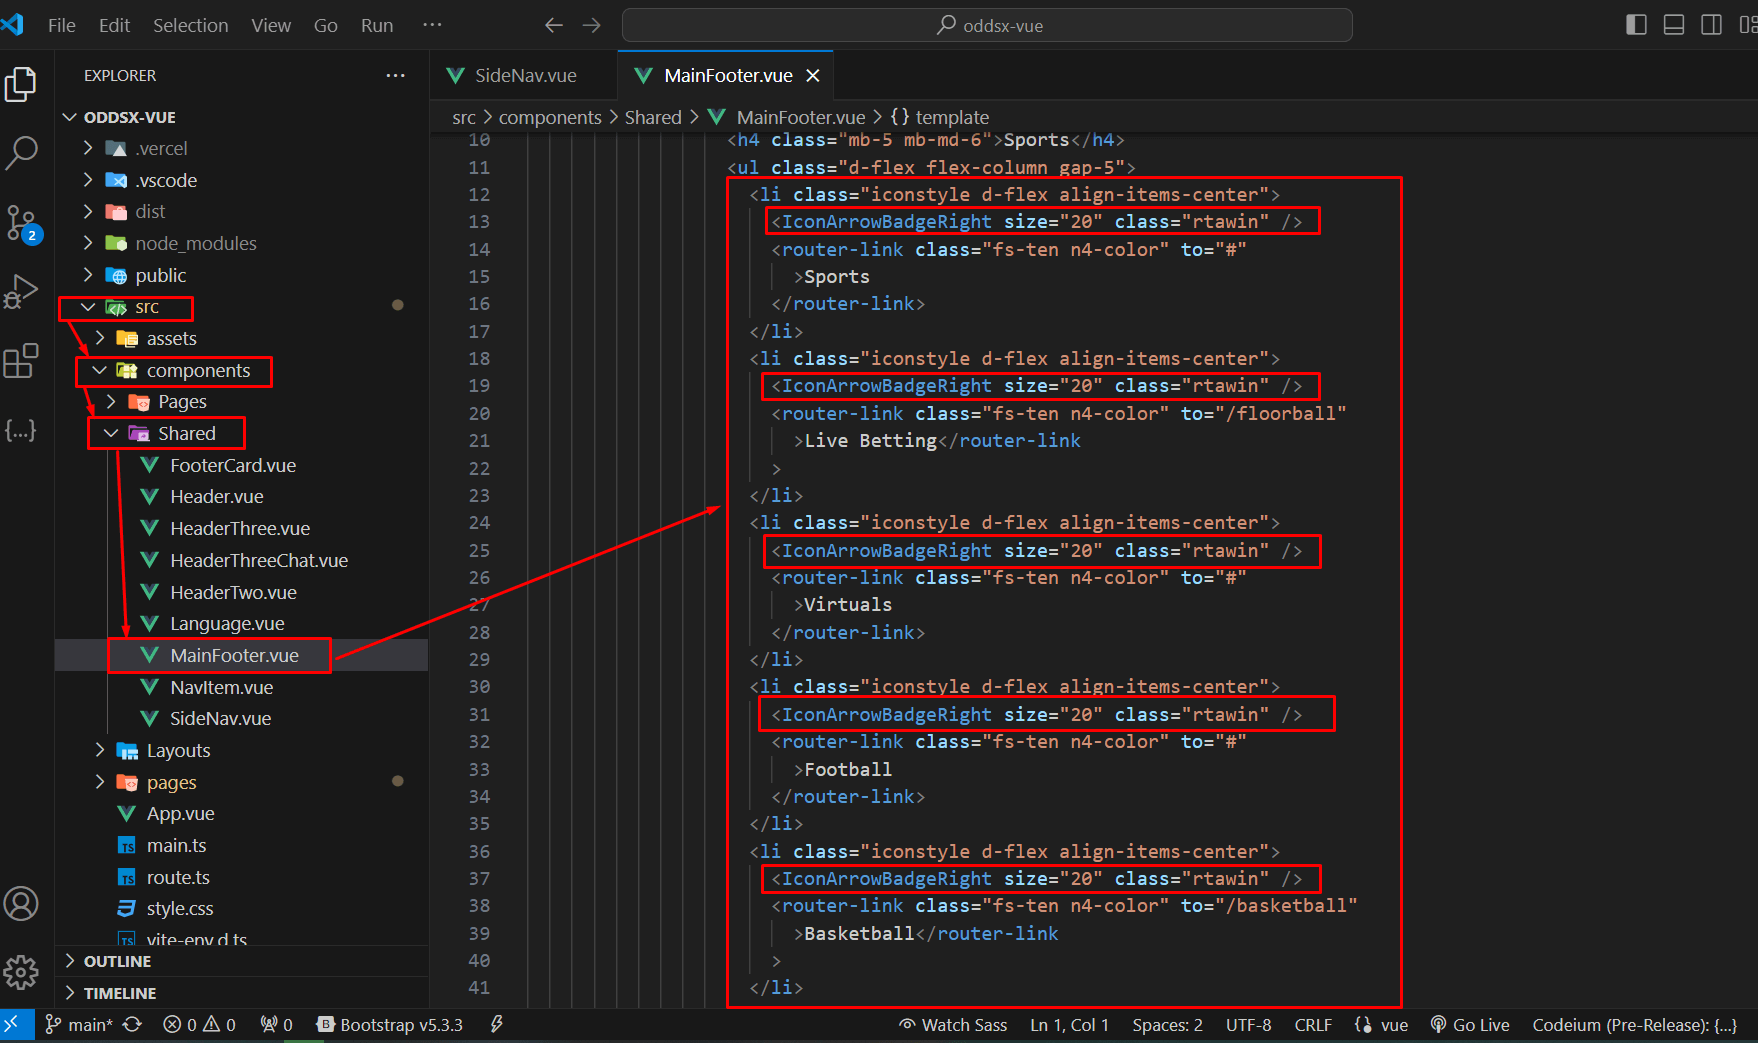 File Edit Selection View Go Run ···
oddsx-vue
EXPLORER ···
ODDSX-VUE
.vercel
.vscode
dist
node_modules
public
src
assets
components
Pages
Shared
FooterCard.vue
Header.vue
HeaderThree.vue
HeaderThreeChat.vue
HeaderTwo.vue
Language.vue
MainFooter.vue
NavItem.vue
SideNav.vue
Layouts
pages
App.vue
TS main.ts
TS route.ts
style.css
TS vite-env.d.ts
OUTLINE
TIMELINE
2
SideNav.vue
MainFooter.vue ×
src > components > Shared > MainFooter.vue > {} template
10 <h4 class="mb-5 mb-md-6">Sports</h4>
11 <ul class="d-flex flex-column gap-5">
12 <li class="iconstyle d-flex align-items-center">
13 <IconArrowBadgeRight size="20" class="rtawin" />
14 <router-link class="fs-ten n4-color" to="#"
15 >Sports
16 </router-link>
17 </li>
18 <li class="iconstyle d-flex align-items-center">
19 <IconArrowBadgeRight size="20" class="rtawin" />
20 <router-link class="fs-ten n4-color" to="/floorball"
21 >Live Betting</router-link
22 >
23 </li>
24 <li class="iconstyle d-flex align-items-center">
25 <IconArrowBadgeRight size="20" class="rtawin" />
26 <router-link class="fs-ten n4-color" to="#"
27 >Virtuals
28 </router-link>
29 </li>
30 <li class="iconstyle d-flex align-items-center">
31 <IconArrowBadgeRight size="20" class="rtawin" />
32 <router-link class="fs-ten n4-color" to="#"
33 >Football
34 </router-link>
35 </li>
36 <li class="iconstyle d-flex align-items-center">
37 <IconArrowBadgeRight size="20" class="rtawin" />
38 <router-link class="fs-ten n4-color" to="/basketball"
39 >Basketball</router-link
40 >
41 </li>
main* 0 0 0 B Bootstrap v5.3.3 Watch Sass Ln 1, Col 1 Spaces: 2 UTF-8 CRLF vue Go Live Codeium (Pre-Release): {...}